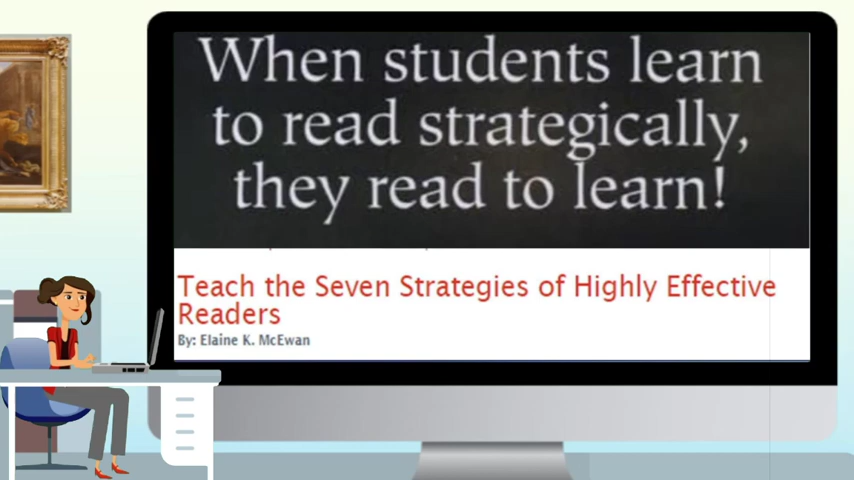 When students learn
to read strategically,
they read to learn!
Teach the Seven Strategies of Highly Effective
Readers
By: Elaine K. McEwan